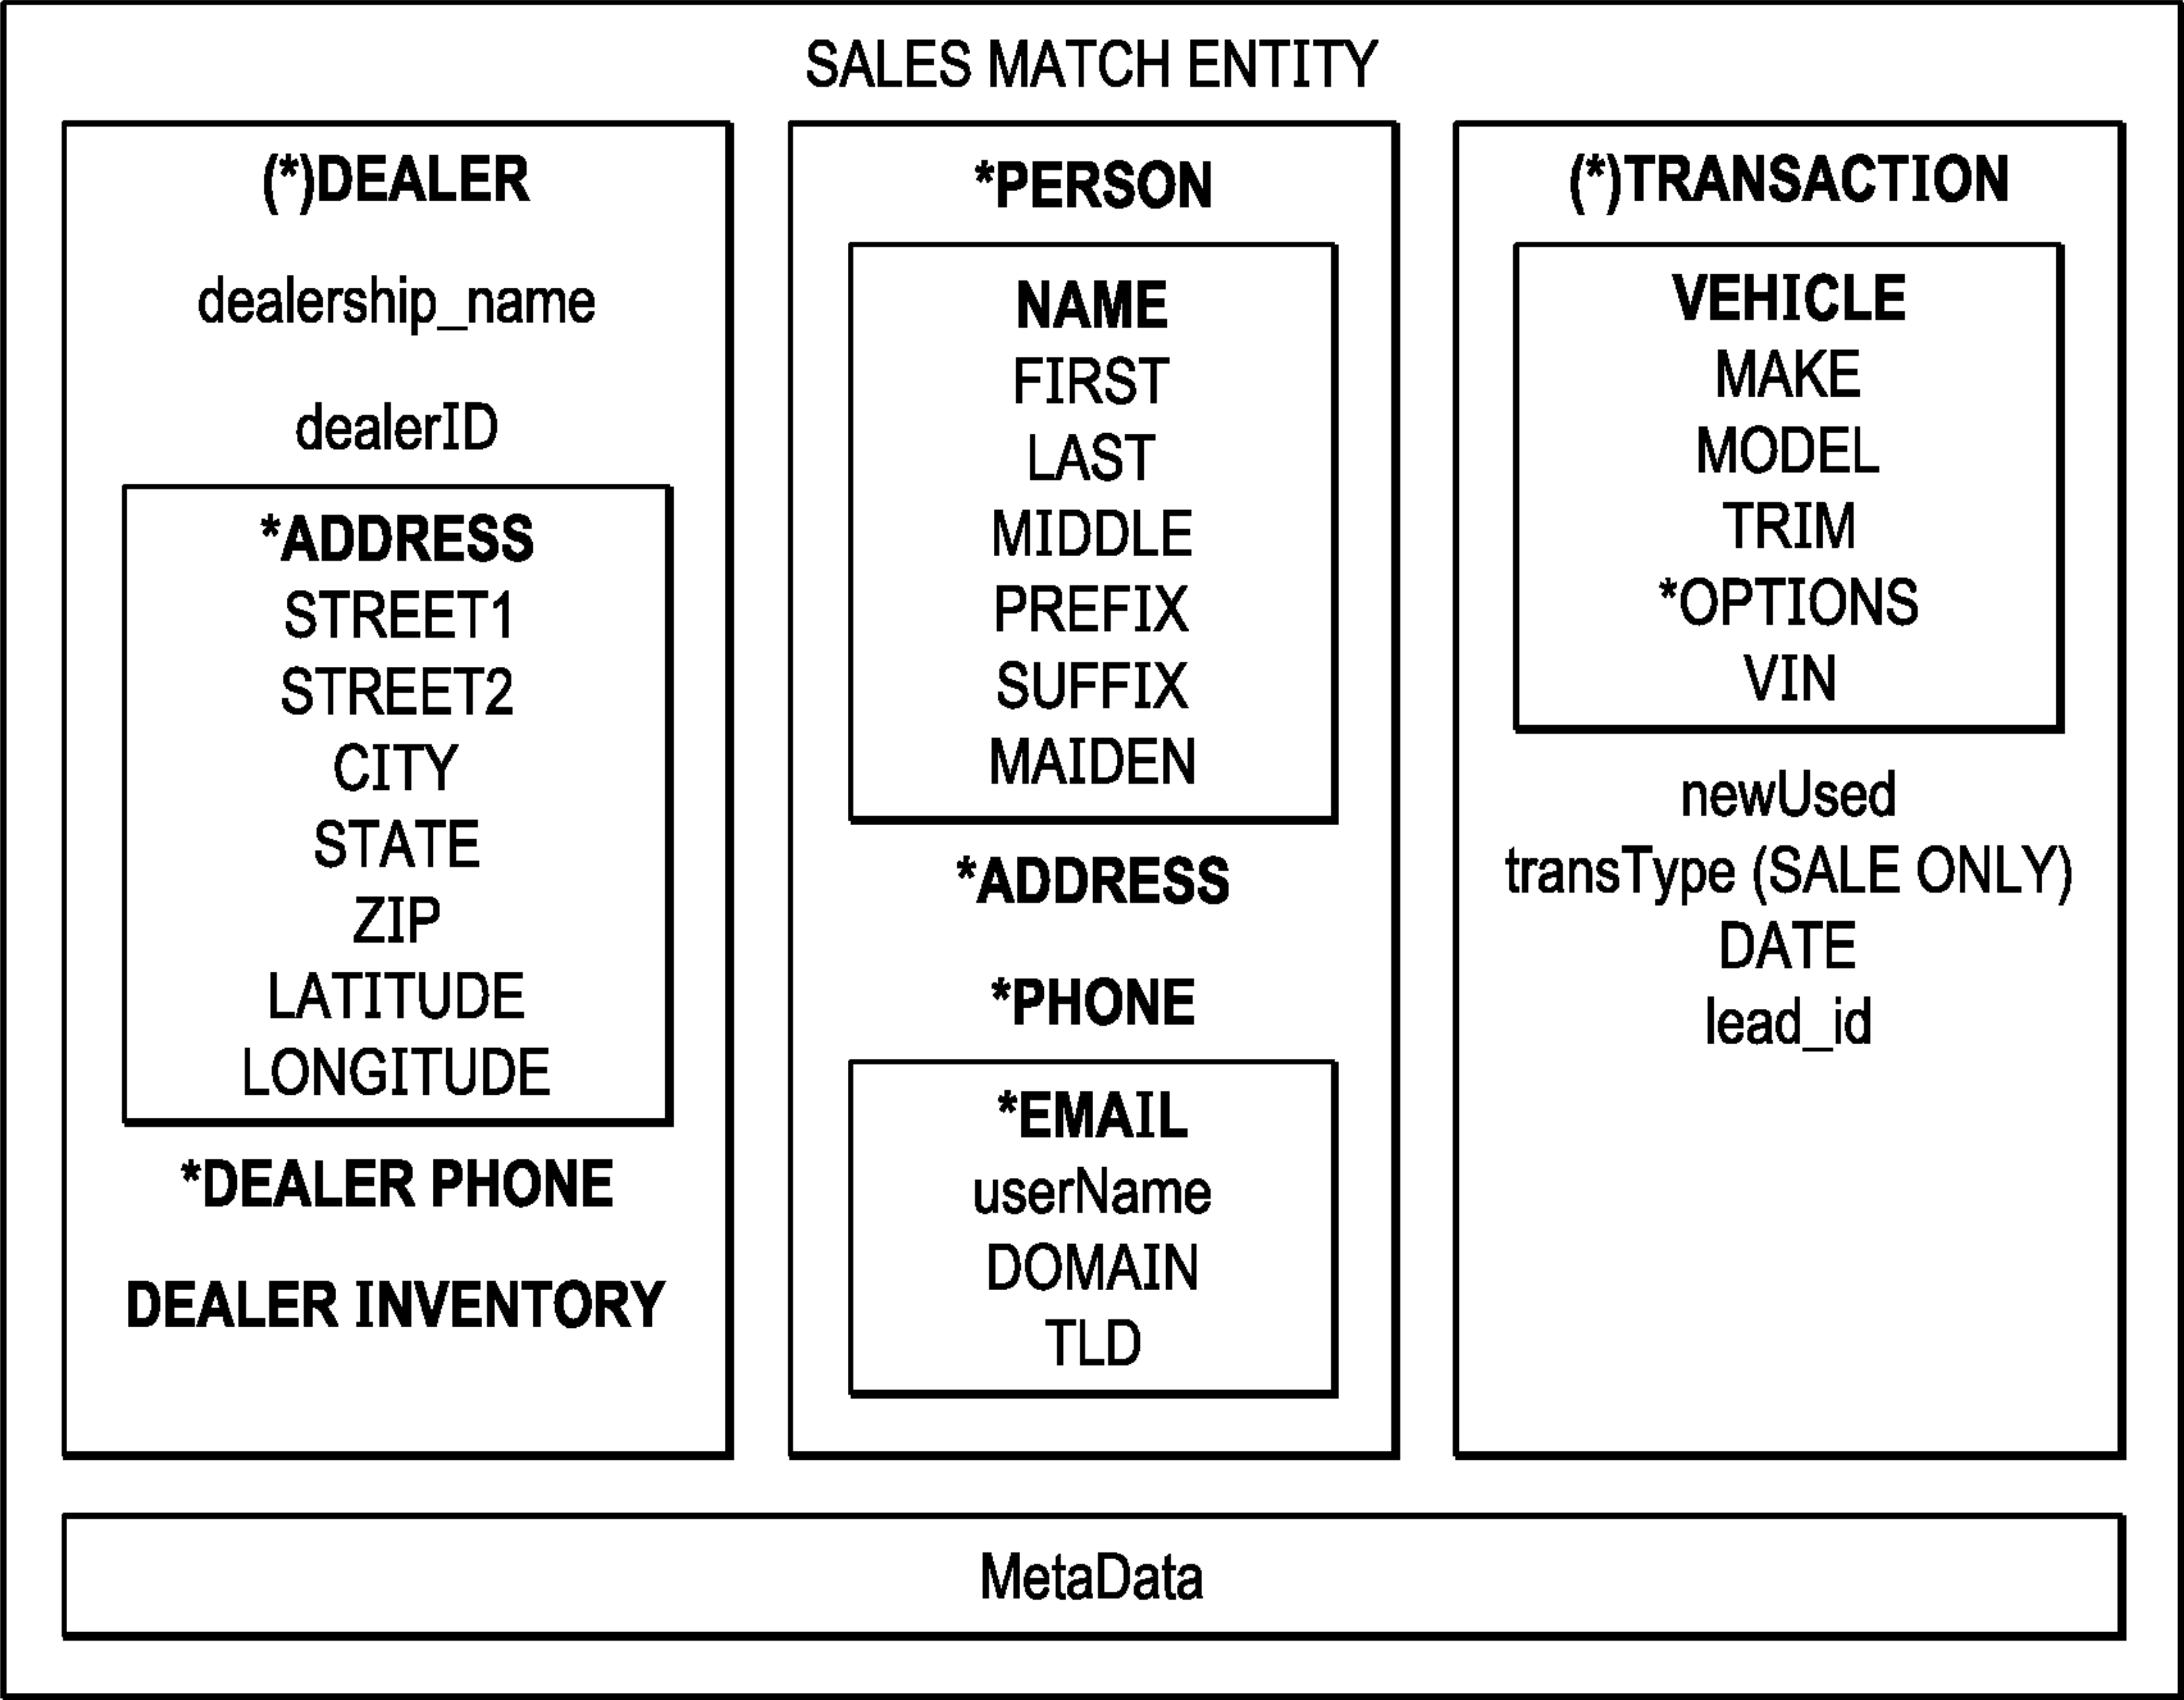 SALES MATCH ENTITY
(*)DEALER
dealership_name
dealerID
*ADDRESS
STREET1
STREET2
CITY
STATE
ZIP
LATITUDE
LONGITUDE
*DEALER PHONE
DEALER INVENTORY
*PERSON
NAME
FIRST
LAST
MIDDLE
PREFIX
SUFFIX
MAIDEN
*ADDRESS
*PHONE
*EMAIL
userName
DOMAIN
TLD
(*)TRANSACTION
VEHICLE
MAKE
MODEL
TRIM
*OPTIONS
VIN
newUsed
transType (SALE ONLY)
DATE
lead_id
MetaData